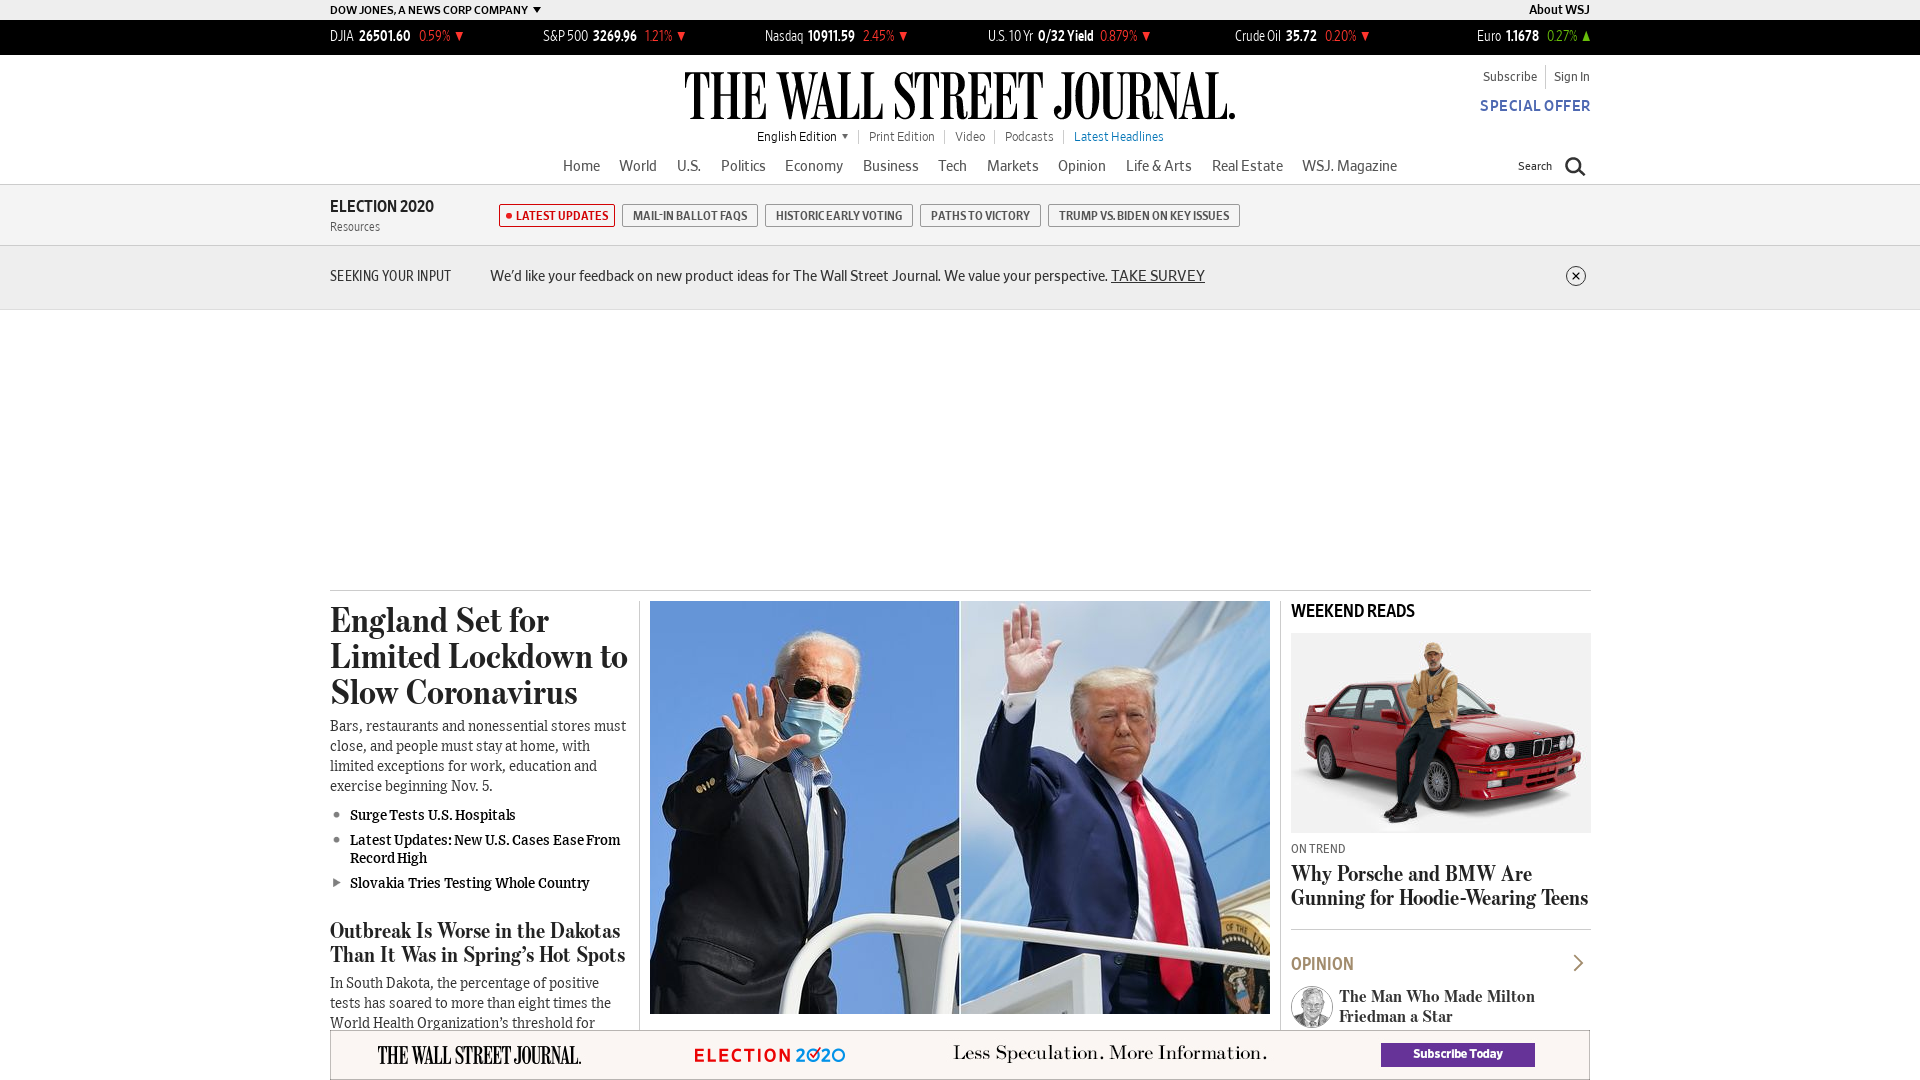 DOW JONES, A NEWS CORP COMPANY
About WSJ
DJIA 26501.60 0.59% S&P 500 3269.96 1.21% Nasdaq 10911.59 2.45% U.S. 10 Yr 0/32 Yield 0.879% Crude Oil 35.72 0.20% Euro 1.1678 0.27%
THE WALL STREET JOURNAL.
Subscribe Sign In
SPECIAL OFFER
English Edition Print Edition Video Podcasts Latest Headlines
Home World U.S. Politics Economy Business Tech Markets Opinion Life & Arts Real Estate WSJ. Magazine
Search
ELECTION 2020
Resources
LATEST UPDATES MAIL-IN BALLOT FAQS HISTORIC EARLY VOTING PATHS TO VICTORY TRUMP VS. BIDEN ON KEY ISSUES
SEEKING YOUR INPUT We’d like your feedback on new product ideas for The Wall Street Journal. We value your perspective. TAKE SURVEY
England Set for
Limited Lockdown to
Slow Coronavirus
Bars, restaurants and nonessential stores must
close, and people must stay at home, with
limited exceptions for work, education and
exercise beginning Nov. 5.
Surge Tests U.S. Hospitals
Latest Updates: New U.S. Cases Ease From
Record High
Slovakia Tries Testing Whole Country
Outbreak Is Worse in the Dakotas
Than It Was in Spring’s Hot Spots
In South Dakota, the percentage of positive
tests has soared to more than eight times the
World Health Organization’s threshold for
WEEKEND READS
ON TREND
Why Porsche and BMW Are
Gunning for Hoodie-Wearing Teens
OPINION
The Man Who Made Milton
Friedman a Star
THE WALL STREET JOURNAL.
ELECTION 2020
Less Speculation. More Information.
Subscribe Today